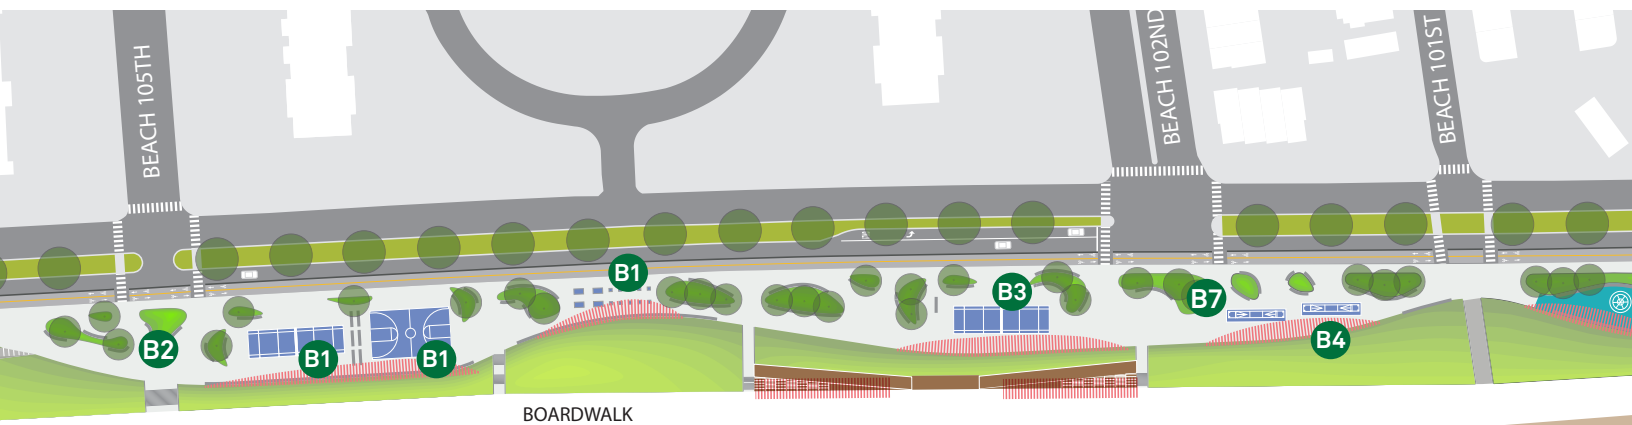 BEACH 105TH
BEACH 102ND
BEACH 101ST
B1
B3
B7
B2
B1
B1
B4
BOARDWALK